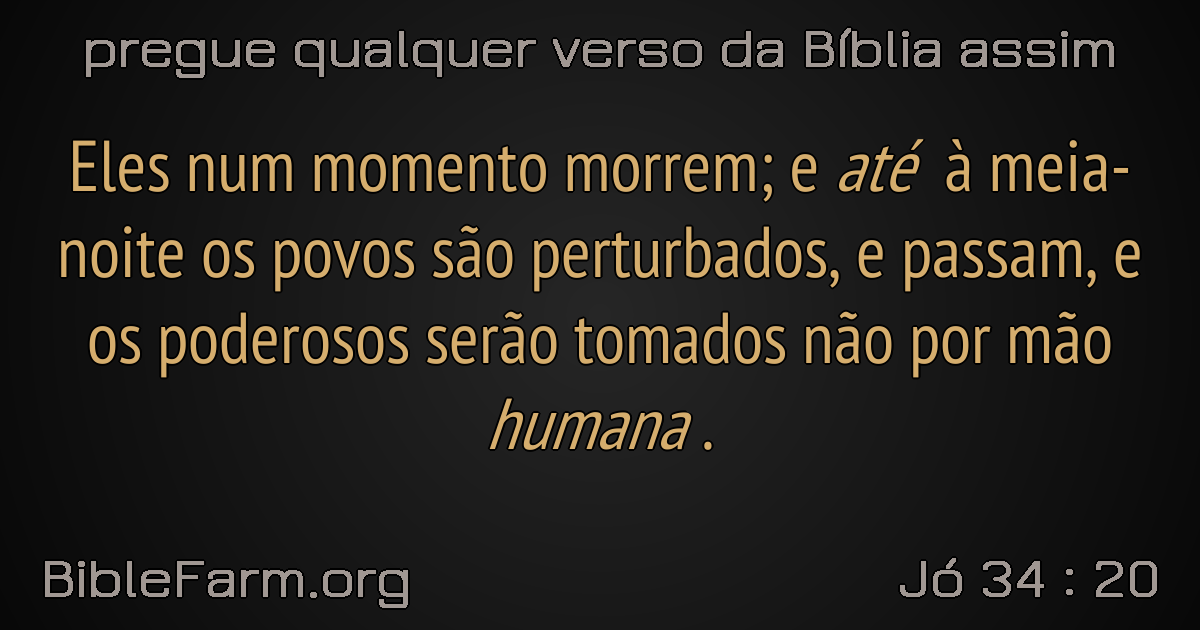 pregue qualquer verso da Bíblia assim
Eles num momento morrem; e até à meia-
noite os povos são perturbados, e passam, e
os poderosos serão tomados não por mão
humana .
BibleFarm.org
Jó 34 : 20